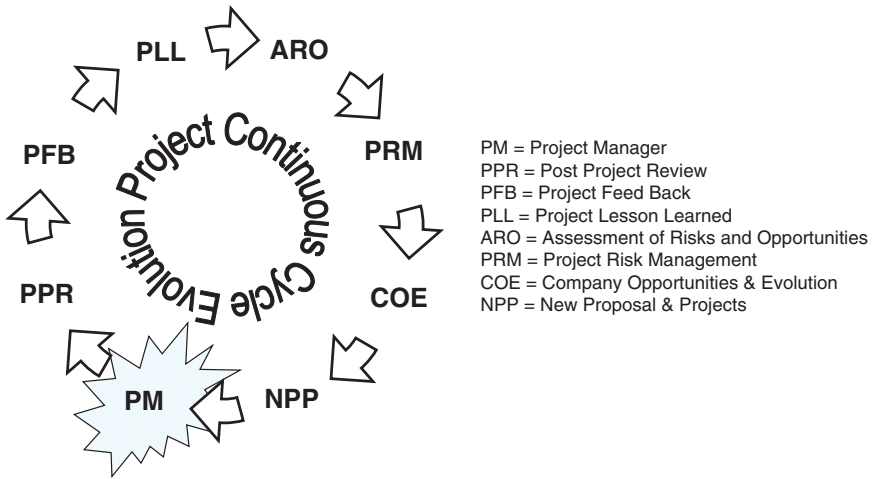 PLL
ARO
PFB
PRM
Project Continuous Cycle Evolution
PPR
COE
PM
NPP
PM = Project Manager
PPR = Post Project Review
PFB = Project Feed Back
PLL = Project Lesson Learned
ARO = Assessment of Risks and Opportunities
PRM = Project Risk Management
COE = Company Opportunities & Evolution
NPP = New Proposal & Projects